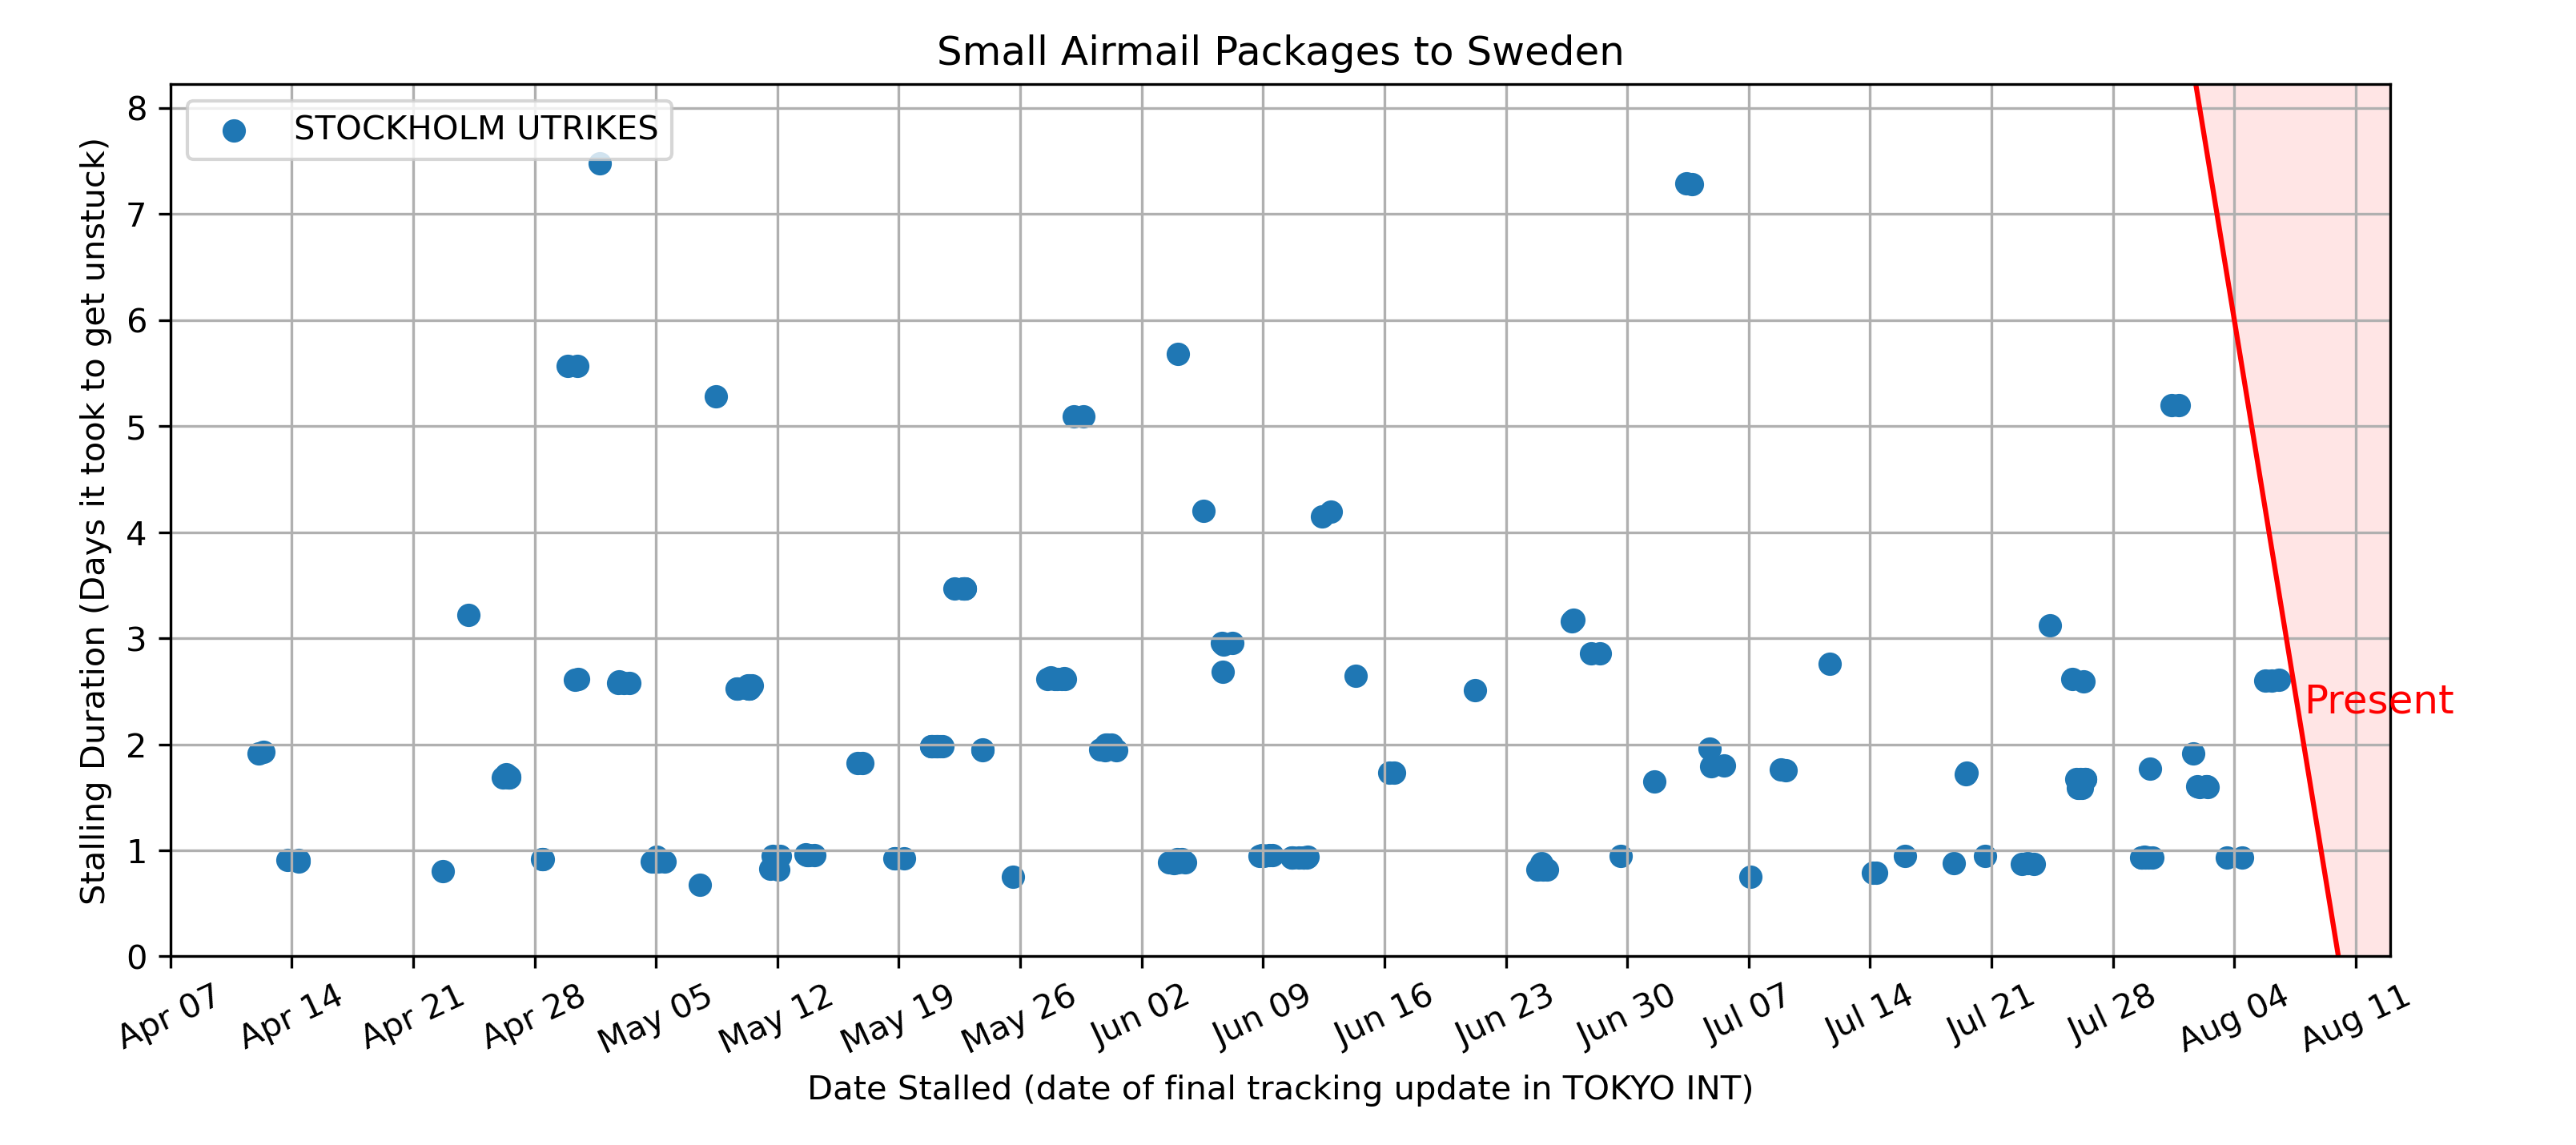 Small Airmail Packages to Sweden
STOCKHOLM UTRIKES
Stalling Duration (Days it took to get unstuck)
8
7
6
5
4
3
2
1
0
Present
Apr 07
Apr 14
Apr 21
Apr 28
May 05
May 12
May 19
May 26
Jun 02
Jun 09
Jun 16
Jun 23
Jun 30
Jul 07
Jul 14
Jul 21
Jul 28
Aug 04
Aug 11
Date Stalled (date of final tracking update in TOKYO INT)